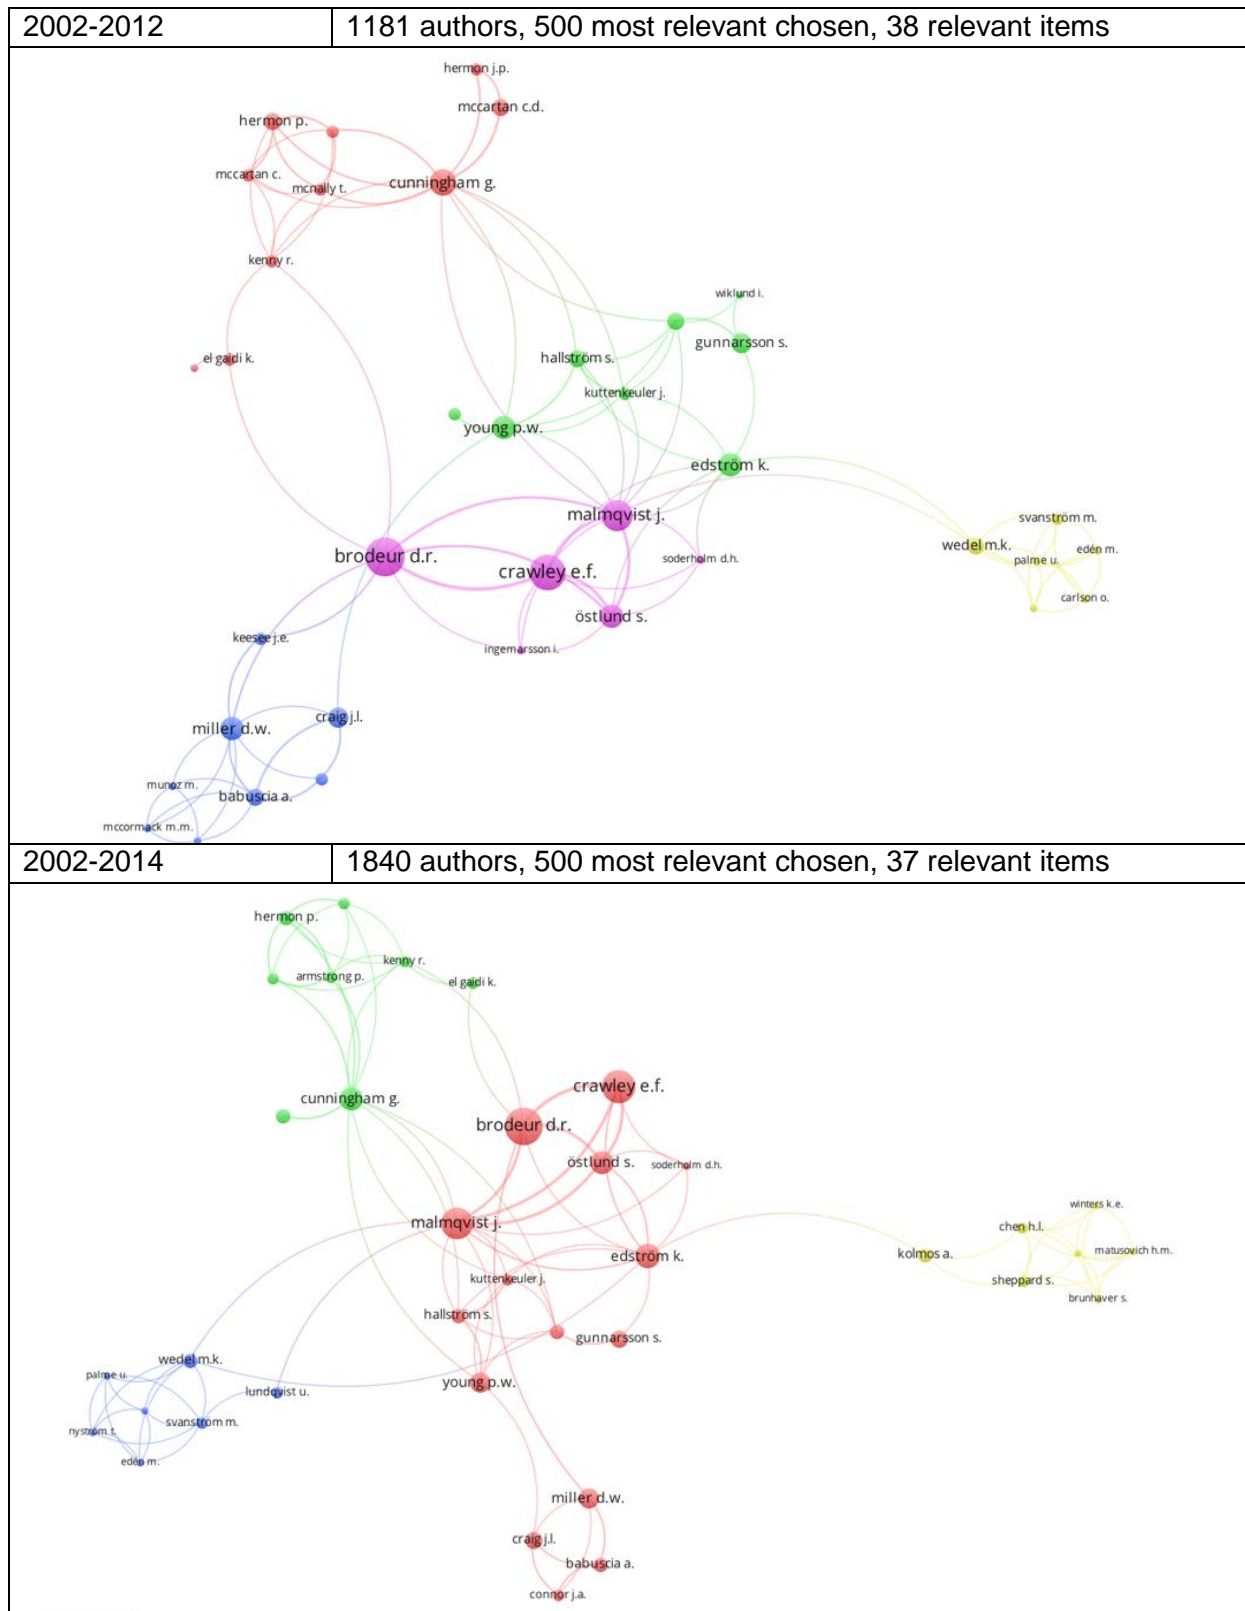 2002-2012
1181 authors, 500 most relevant chosen, 38 relevant items
hermon j.p.
mccartan c.d.
hermon p.
mccartan c.
mcnally t.
cunningham g.
kenny r.
wiklund i.
gunnarsson s.
el gaidi k.
hallström s.
kuttenkeuler j.
young p.w.
edström k.
malmqvist j.
svanström m.
wedel m.k.
edén m.
palme u.
brodeur d.r.
crawley e.f.
soderholm d.h.
carlson o.
östlund s.
keesee j.e.
ingemarsson i.
craig j.l.
miller d.w.
munoz m.
babuscia a.
mccormack m.m.
2002-2014
1840 authors, 500 most relevant chosen, 37 relevant items
hermon p.
kenny r.
armstrong p.
el gaidi k.
crawley e.f.
cunningham g.
brodeur d.r.
östlund s.
soderholm d.h.
winters k.e.
malmqvist j.
chen h.l.
edström k.
kolmos a.
matusovich h.m.
kuttenkeuler j.
sheppard s.
brunhaver s.
hallström s.
gunnarsson s.
wedel m.k.
palme u.
lundqvist u.
young p.w.
svanstrom m.
nystrom t.
edén m.
miller d.w.
craig j.l.
babuscia a.
connor j.a.